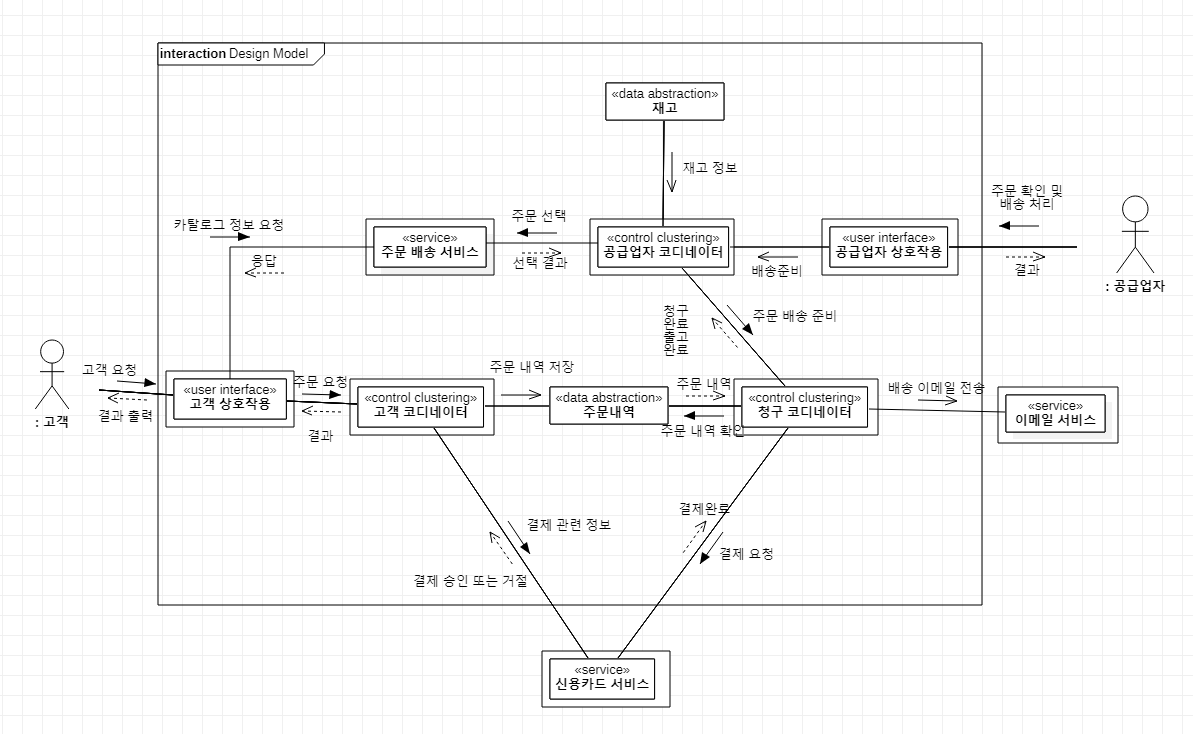 interaction Design Model
«data abstraction»
재고
재고 정보
주문 확인 및
배송 처리
카탈로그 정보 요청
주문 선택
«service»
주문 배송 서비스
«control clustering»
공급업자 코디네이터
«user interface»
공급업자 상호작용
응답
선택 결과
배송준비
결과
: 공급업자
청구
완료
출고
완료
주문 배송 준비
고객 요청
주문 내역 저장
«user interface»
고객 상호작용
주문 요청
«control clustering»
고객 코디네이터
«data abstraction»
주문내역
주문 내역
«control clustering»
청구 코디네이터
배송 이메일 전송
«service»
이메일 서비스
: 고객
결과 출력
결과
주문 내역 확인
결제완료
결제 관련 정보
결제 요청
결제 승인 또는 거절
«service»
신용카드 서비스